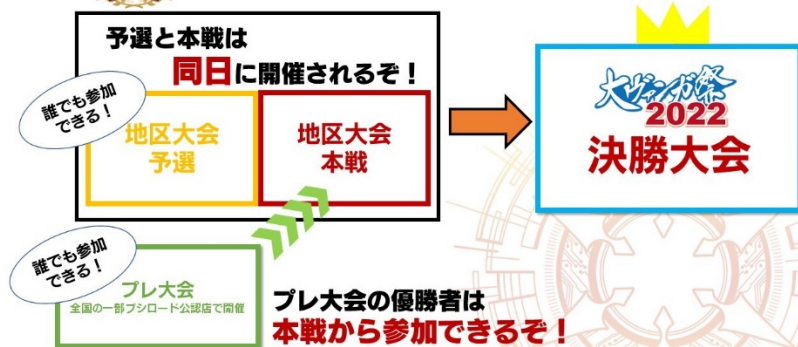 予選と本戦は
同日に開催されるぞ！
誰でも参加
できる！
地区大会
予選
地区大会
本戦
大ヴァンガ祭
2022
決勝大会
誰でも参加
できる！
プレ大会
全国の一部ブシロード公認店で開催
プレ大会の優勝者は
本戦から参加できるぞ！